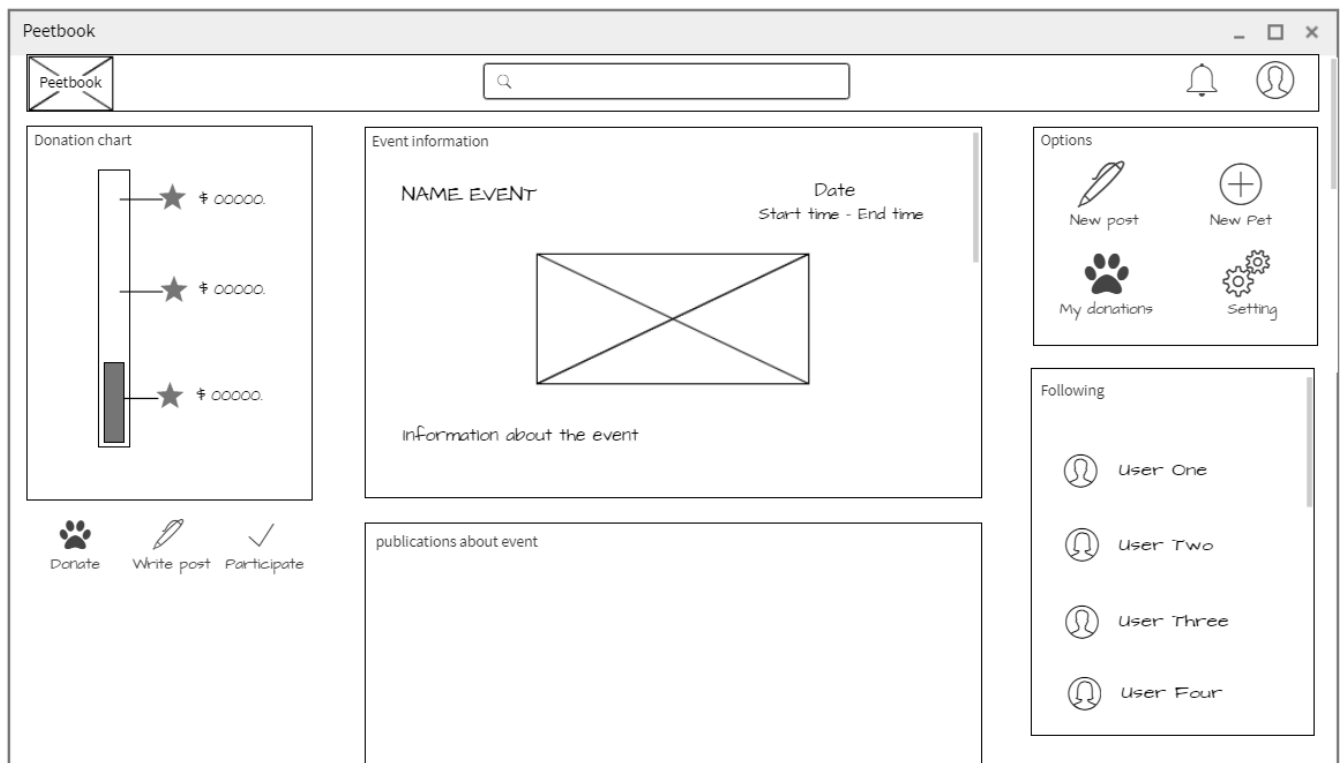 Peetbook
Peetbook
Donation chart
$ 00000.
$ 00000.
$ 00000.
Donate
Write post
Participate
Event information
NAME EVENT
Date
Start time - End time
Information about the event
publications about event
Options
New post
New Pet
My donations
Setting
Following
User One
User Two
User Three
User Four